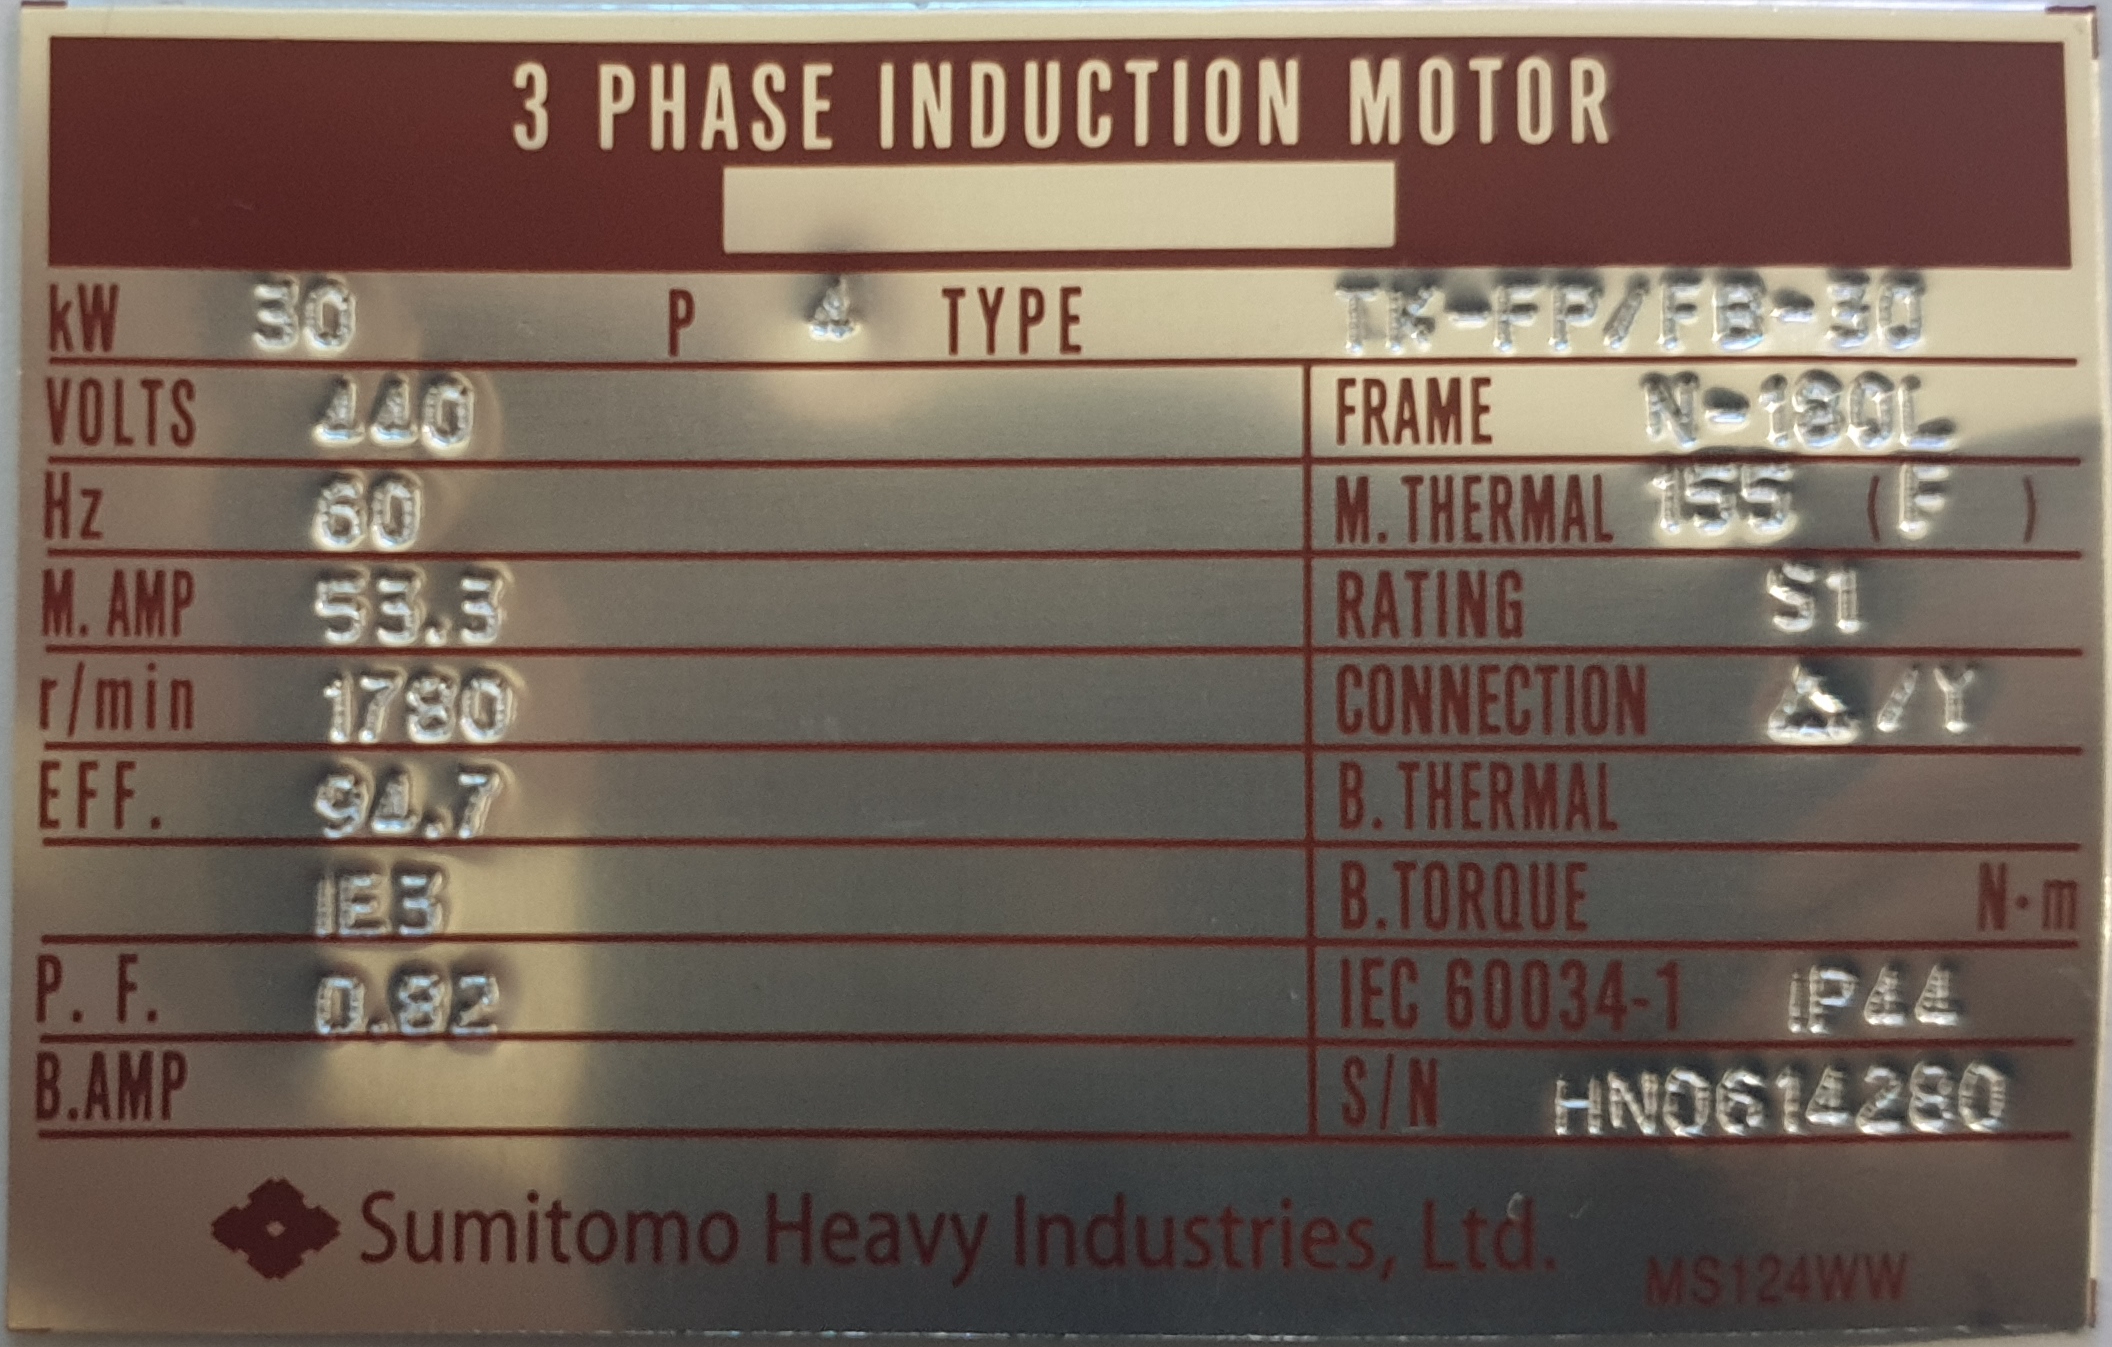 3 PHASE INDUCTION MOTOR
kW 30 P 4 TYPE TK-FP/FB-30
VOLTS 440 FRAME N-180L
Hz 60 M. THERMAL 155 (F )
M. AMP 53.3 RATING S1
r/min 1780 CONNECTION △/Y
EFF. 94.7 B. THERMAL
IE3 B.TORQUE N·m
P. F. 0.82 IEC 60034-1 IP44
B.AMP S/N HN0614280
Sumitomo Heavy Industries, Ltd.
MS124WW